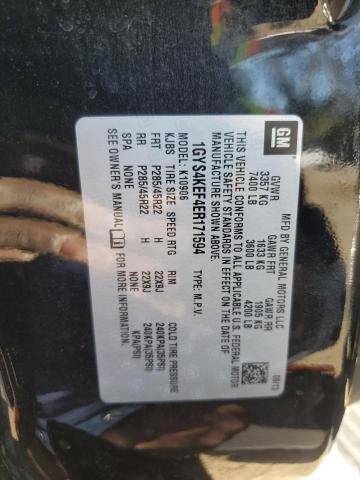 GM
MFD BY GENERAL MOTORS LLC
GVWR GAWR FRT GAWR RR
3357 KG 1633 KG 1905 KG
7400 LB 3600 LB 4200 LB
09/13
THIS VEHICLE CONFORMS TO ALL APPLICABLE U.S. FEDERAL MOTOR
VEHICLE SAFETY STANDARDS IN EFFECT ON THE DATE OF
MANUFACTURE SHOWN ABOVE.
1GYS4KEF4ER171594 TYPE: M.P.V.
MODEL: K10906
KJBS TIRE SIZE SPEED RTG RIM COLD TIRE PRESSURE
FRT P285/45R22 H 22X9J 240KPA(35PSI)
RR P285/45R22 H 22X9J 240KPA(35PSI)
SPA NONE NONE KPA(PSI)
SEE OWNER'S MANUAL FOR MORE INFORMATION.